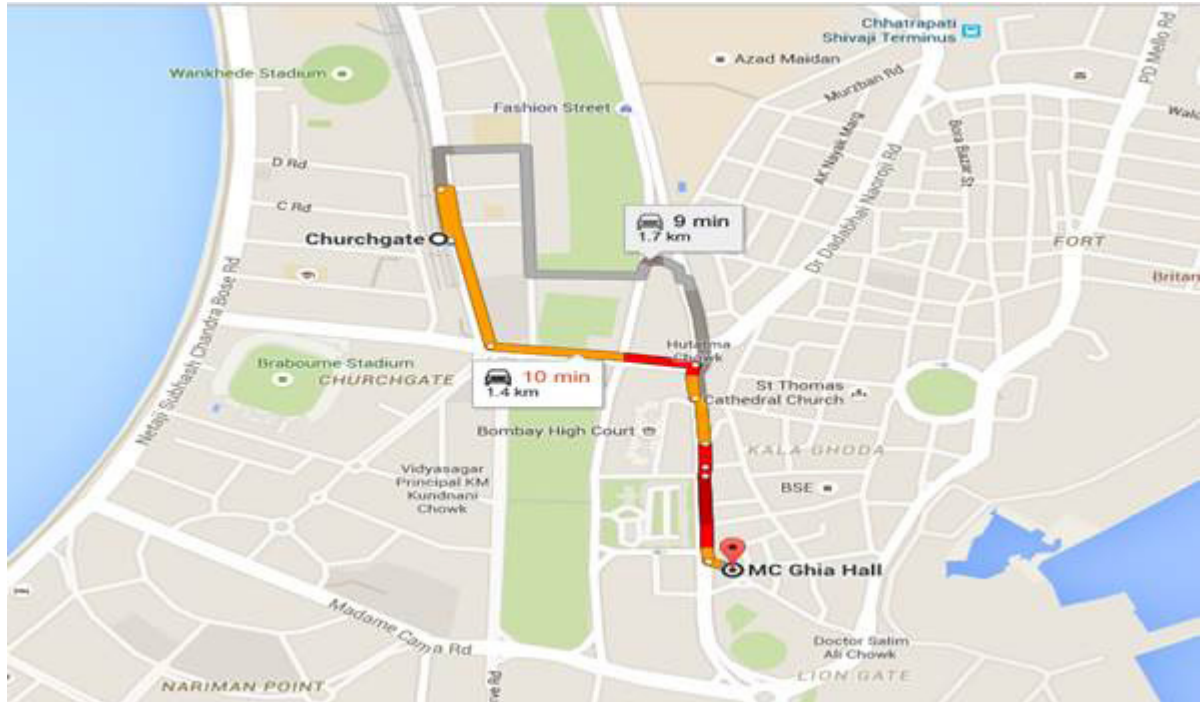 Chhatrapati
Shivaji Terminus
Wankhede Stadium
Azad Maidan
PD Mello Rd
Murzban Rd
Fashion Street
AK Nayak Marg
Bora Bazar St
D Rd
C Rd
Dr Dadabhai Naoroji Rd
9 min
1.7 km
Churchgate
FORT
Netaji Subhash Chandra Bose Rd
Hutatma
Chowk
Brabourne Stadium
CHURCHGATE
10 min
1.4 km
St Thomas
Cathedral Church
Bombay High Court
KALA GHODA
Vidyasagar
Principal KM
Kundnani
Chowk
BSE
MC Ghia Hall
Madame Cama Rd
Doctor Salim
Ali Chowk
LION GATE
NARIMAN POINT